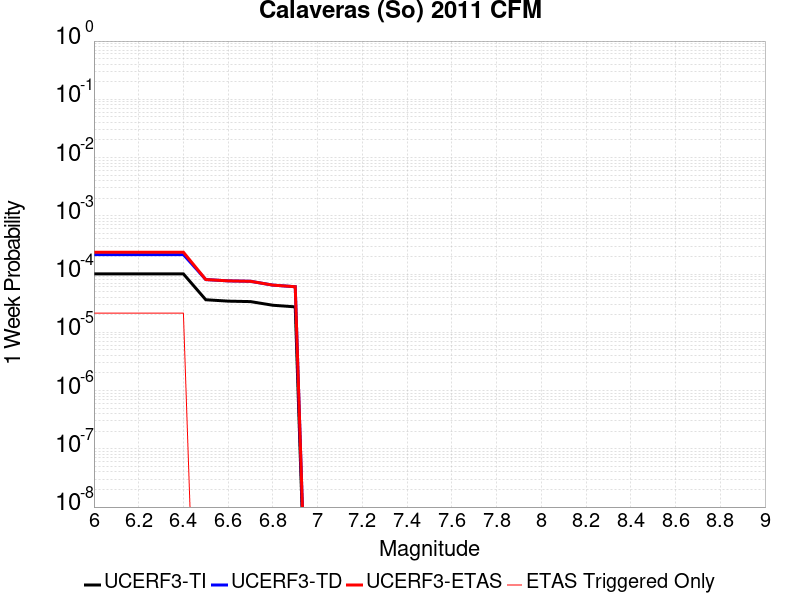 Calaveras (So) 2011 CFM
10^0
10^-1
10^-2
10^-3
10^-4
10^-5
10^-6
10^-7
10^-8
1 Week Probability
6 6.2 6.4 6.6 6.8 7 7.2 7.4 7.6 7.8 8 8.2 8.4 8.6 8.8 9
Magnitude
UCERF3-TI UCERF3-TD UCERF3-ETAS ETAS Triggered Only